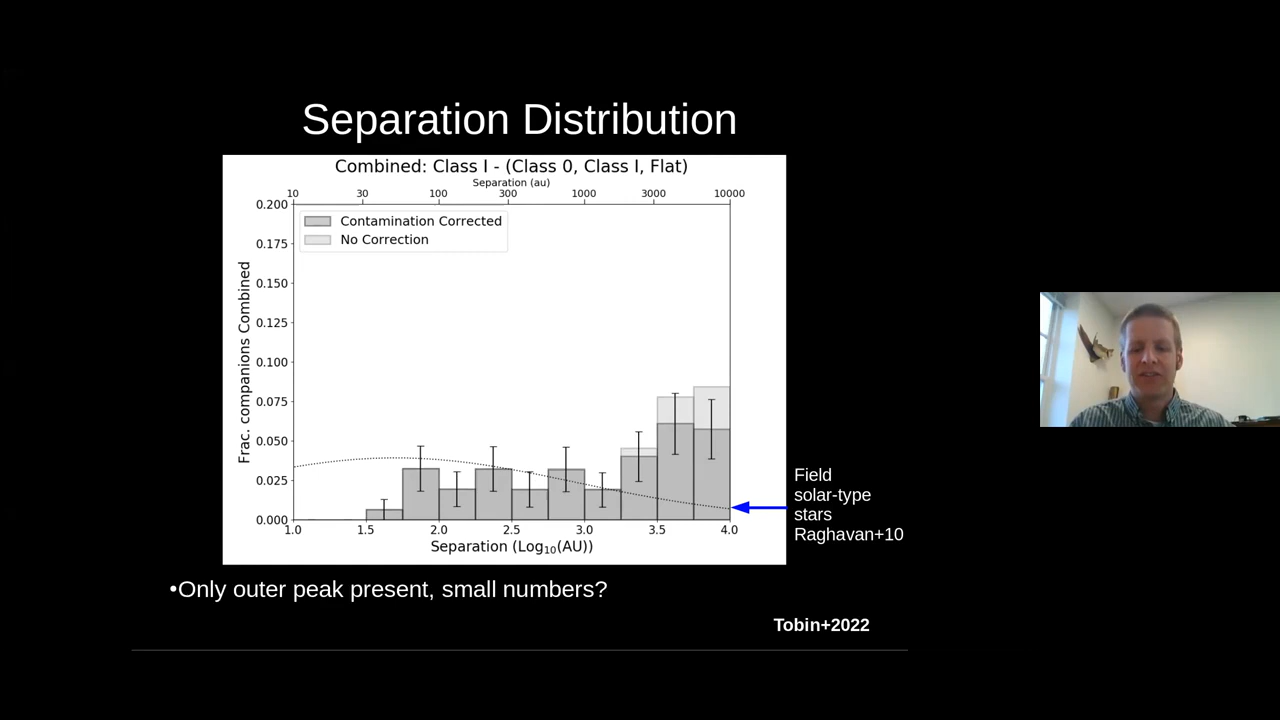 Separation Distribution
Combined: Class I - (Class 0, Class I, Flat)
Separation (au)
10 30 100 300 1000 3000 10000
Contamination Corrected
No Correction
0.200
0.175
0.150
0.125
0.100
0.075
0.050
0.025
0.000
Frac. companions Combined
1.0 1.5 2.0 2.5 3.0 3.5 4.0
Separation (Log₁₀(AU))
Field
solar-type
stars
Raghavan+10
•Only outer peak present, small numbers?
Tobin+2022